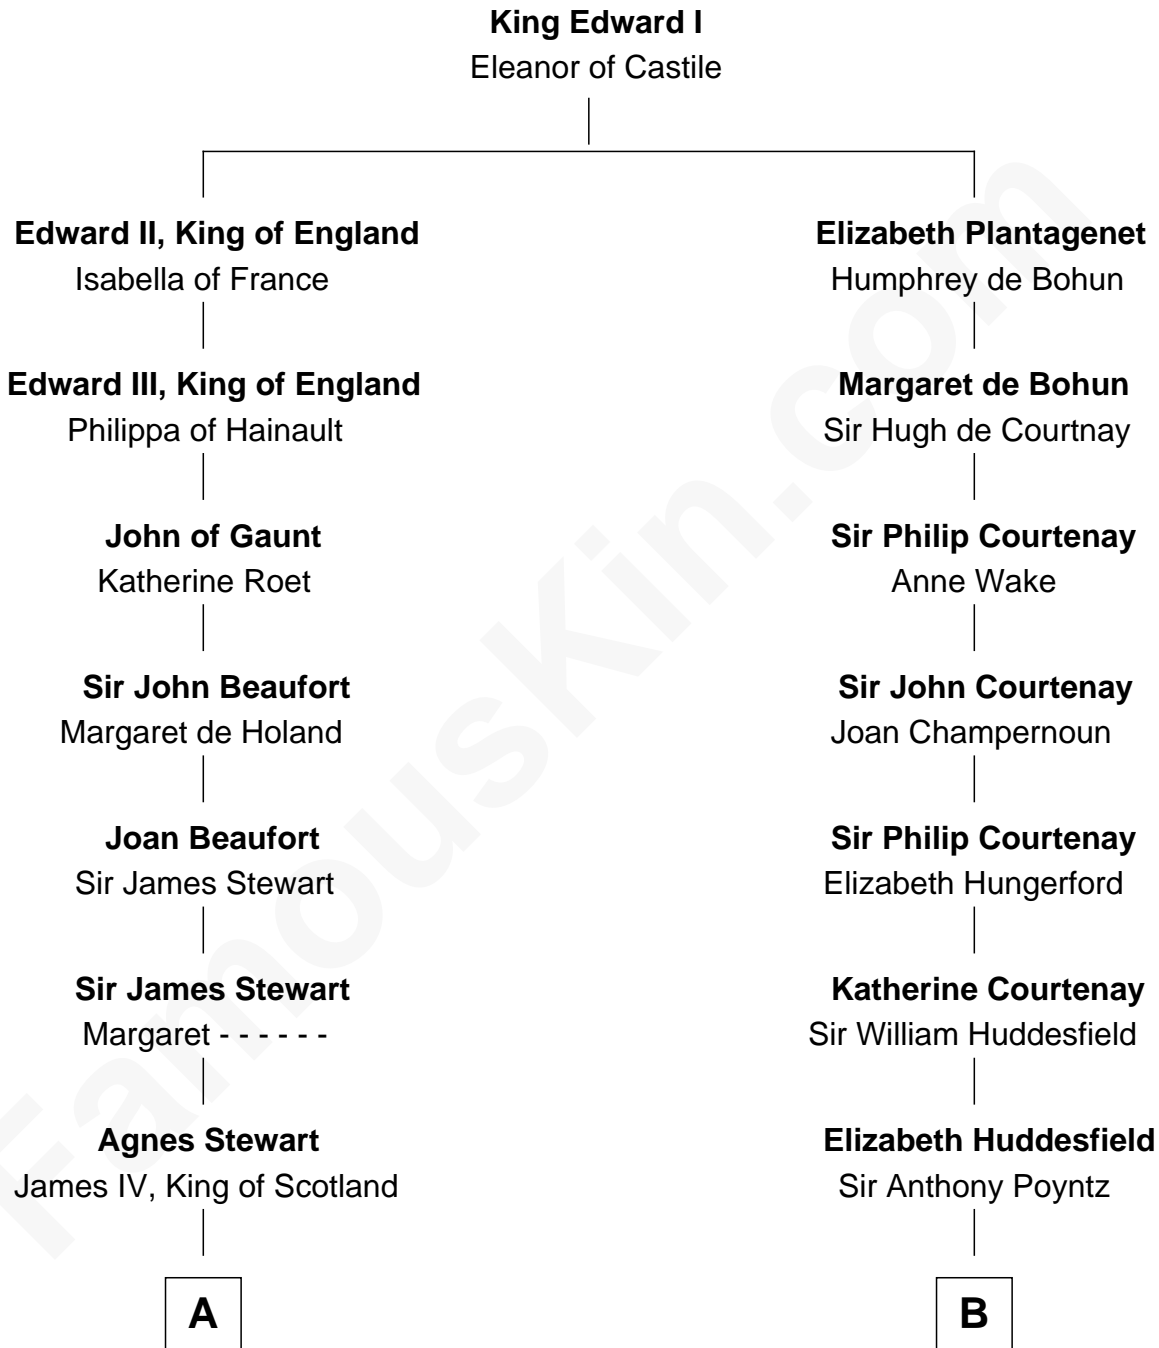 King Edward I
Eleanor of Castile
Edward II, King of England
Isabella of France
Elizabeth Plantagenet
Humphrey de Bohun
Edward III, King of England
Philippa of Hainault
Margaret de Bohun
Sir Hugh de Courtnay
John of Gaunt
Katherine Roet
Sir Philip Courtenay
Anne Wake
Sir John Beaufort
Margaret de Holand
Sir John Courtenay
Joan Champernoun
Joan Beaufort
Sir James Stewart
Sir Philip Courtenay
Elizabeth Hungerford
Sir James Stewart
Margaret - - - - - -
Katherine Courtenay
Sir William Huddesfield
Agnes Stewart
James IV, King of Scotland
Elizabeth Huddesfield
Sir Anthony Poyntz
A
B
FamousKin.com